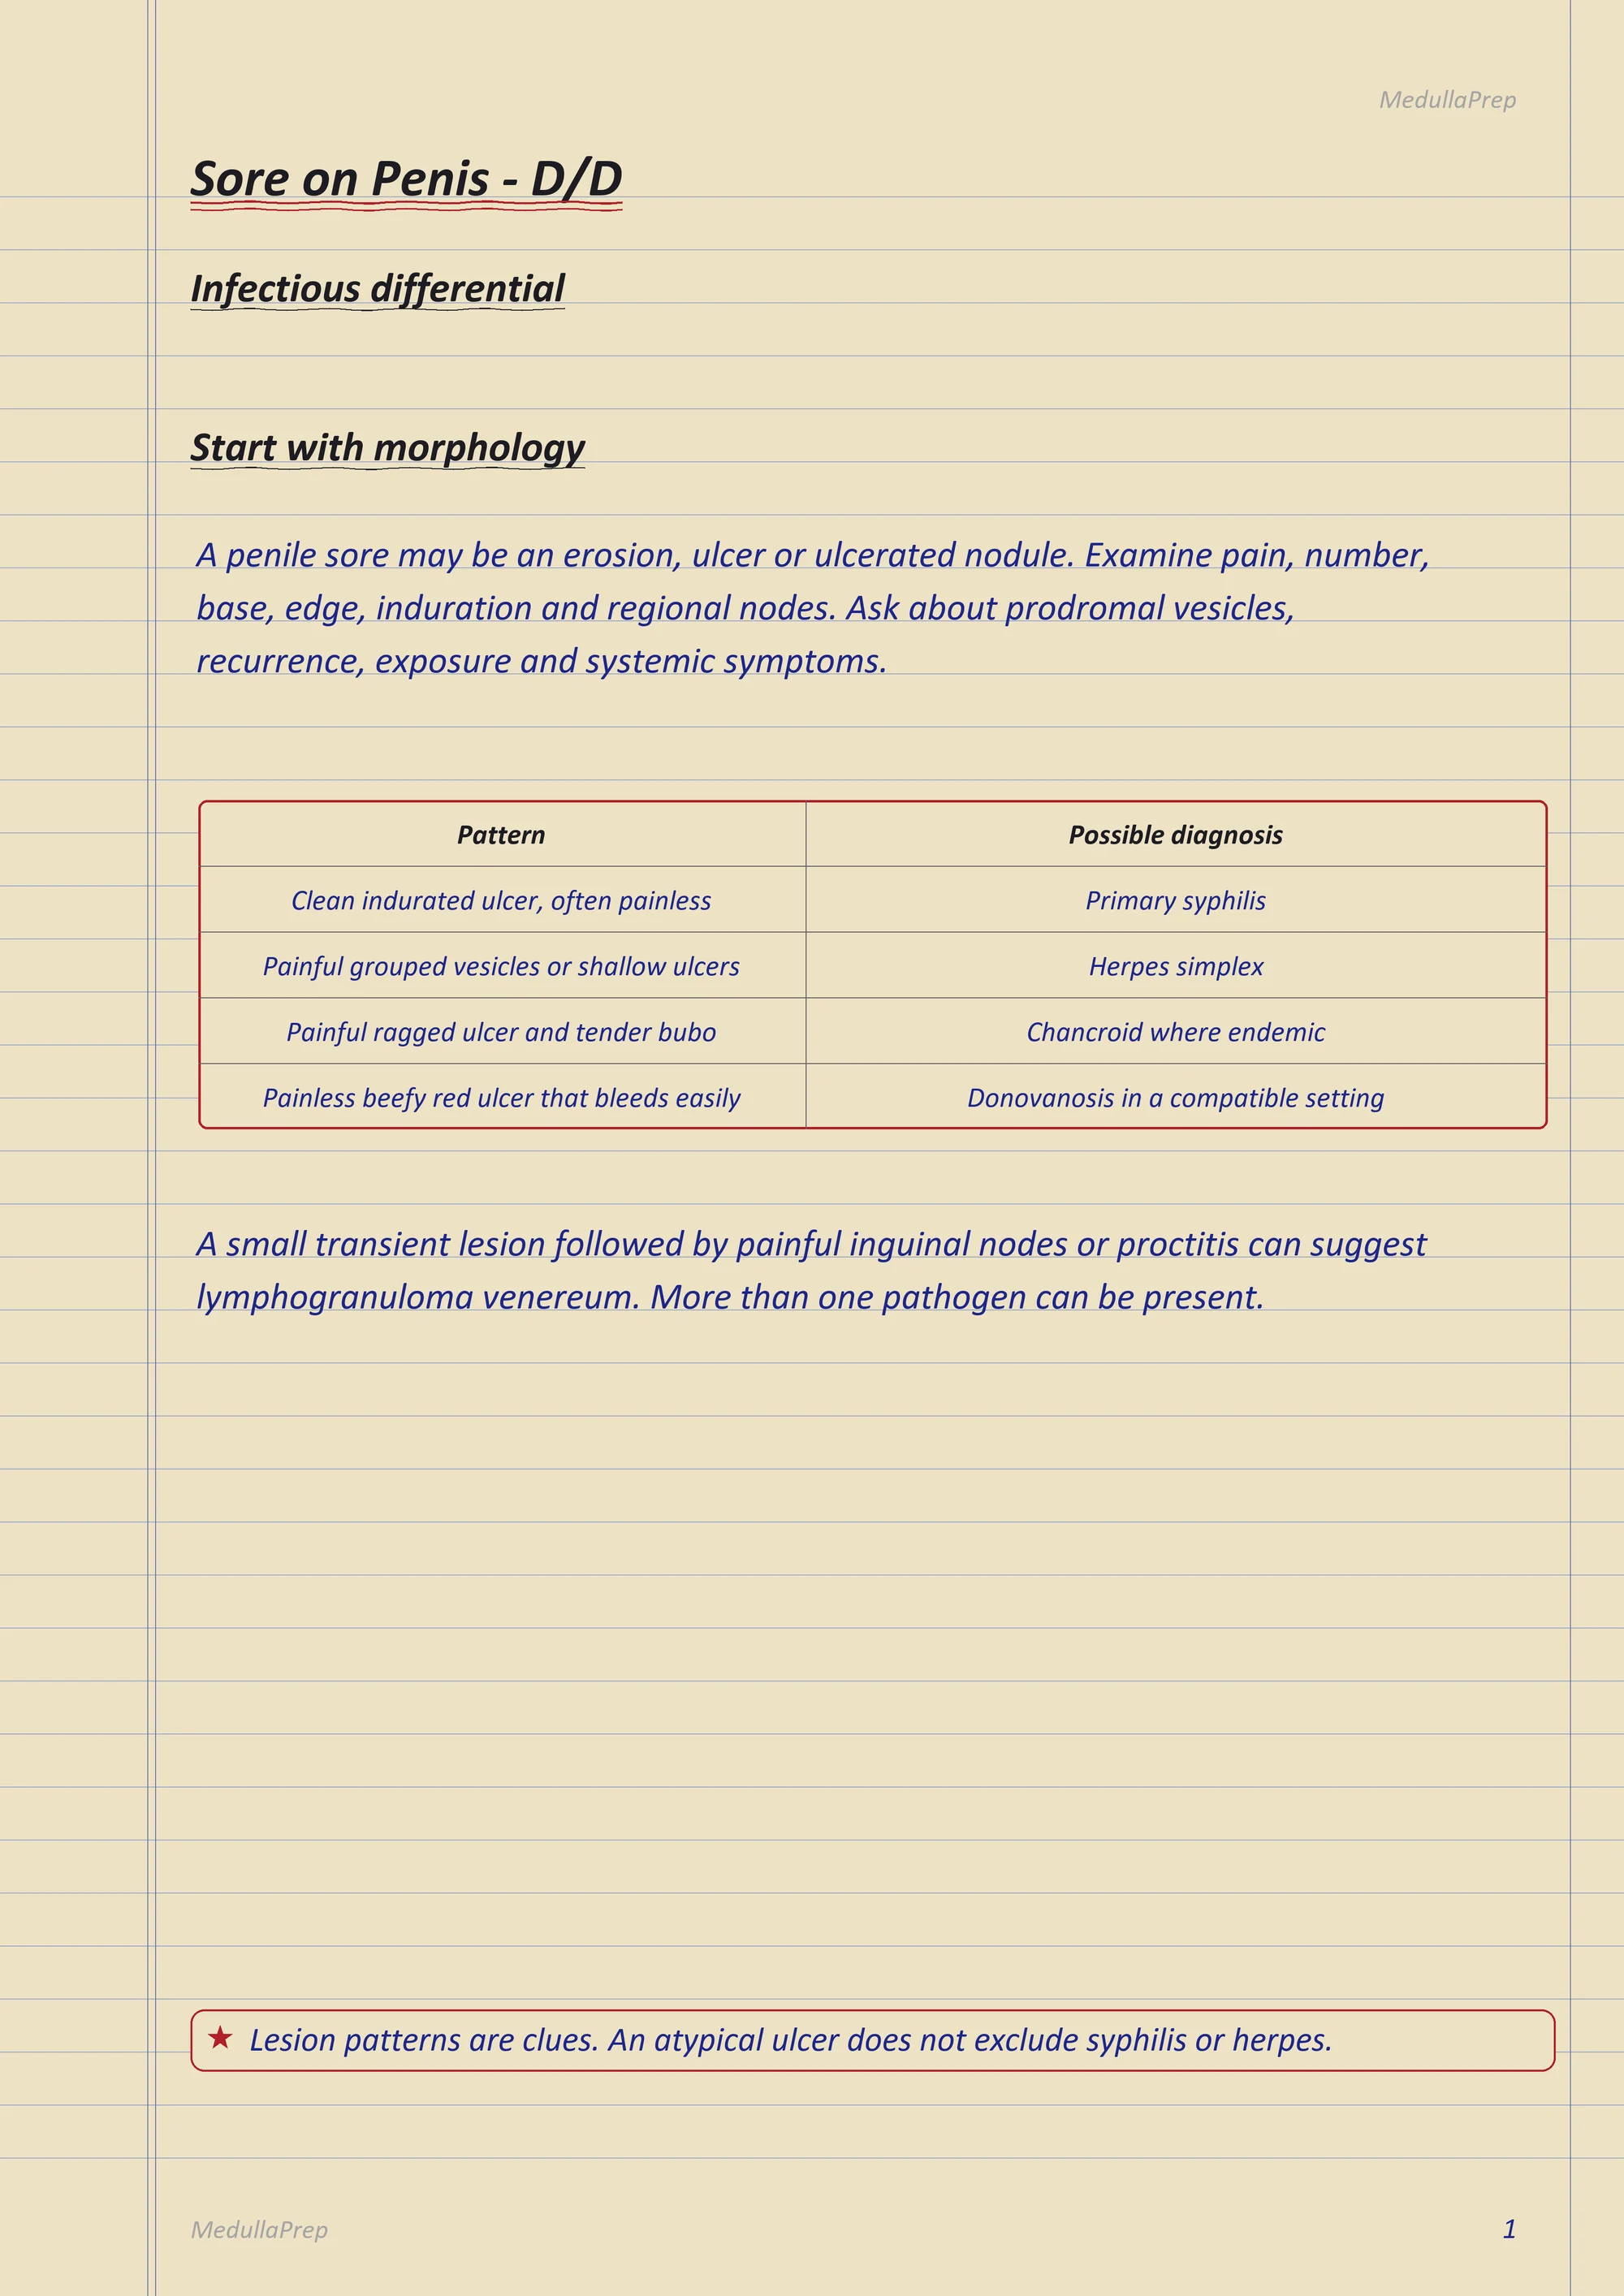 MedullaPrep
Sore on Penis - D/D
Infectious differential
Start with morphology
A penile sore may be an erosion, ulcer or ulcerated nodule. Examine pain, number,
base, edge, induration and regional nodes. Ask about prodromal vesicles,
recurrence, exposure and systemic symptoms.
Pattern Possible diagnosis
Clean indurated ulcer, often painless Primary syphilis
Painful grouped vesicles or shallow ulcers Herpes simplex
Painful ragged ulcer and tender bubo Chancroid where endemic
Painless beefy red ulcer that bleeds easily Donovanosis in a compatible setting
A small transient lesion followed by painful inguinal nodes or proctitis can suggest
lymphogranuloma venereum. More than one pathogen can be present.
★ Lesion patterns are clues. An atypical ulcer does not exclude syphilis or herpes.
MedullaPrep 1